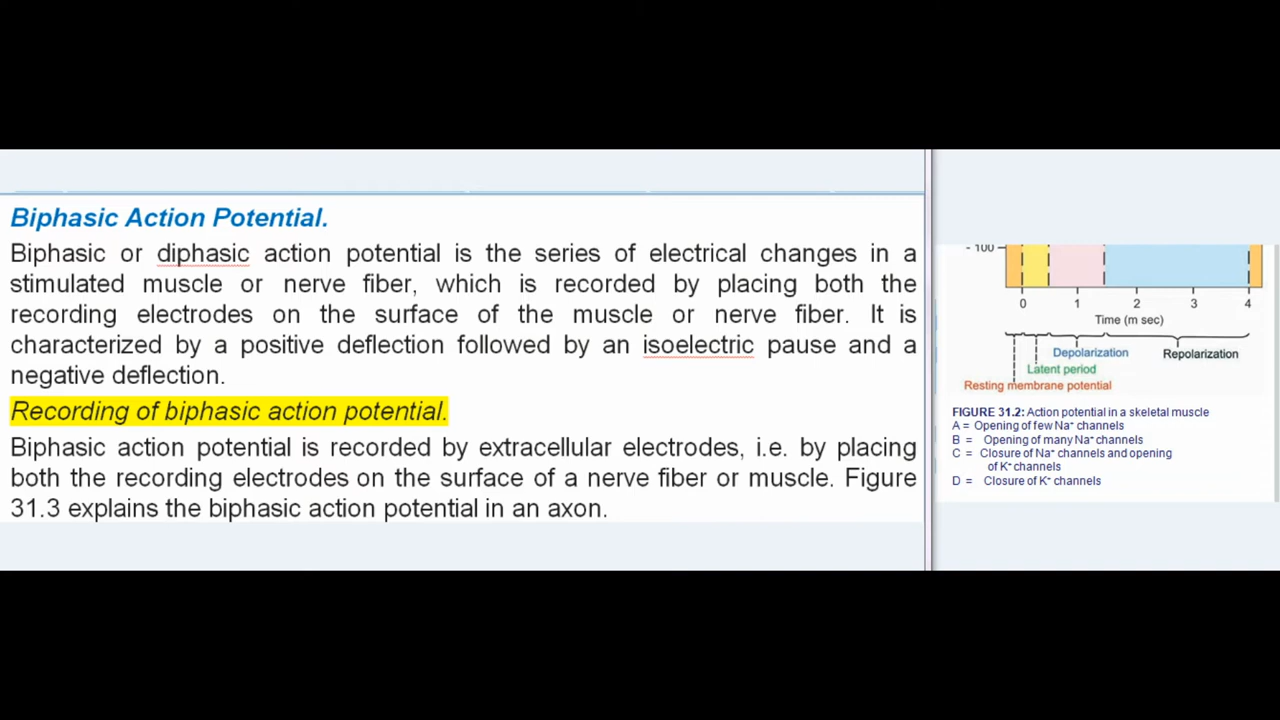 Biphasic Action Potential.
Biphasic or diphasic action potential is the series of electrical changes in a
stimulated muscle or nerve fiber, which is recorded by placing both the
recording electrodes on the surface of the muscle or nerve fiber. It is
characterized by a positive deflection followed by an isoelectric pause and a
negative deflection.
Recording of biphasic action potential.
Biphasic action potential is recorded by extracellular electrodes, i.e. by placing
both the recording electrodes on the surface of a nerve fiber or muscle. Figure
31.3 explains the biphasic action potential in an axon.
- 100
0 1 2 3 4
Time (m sec)
Depolarization Repolarization
Latent period
Resting membrane potential
FIGURE 31.2: Action potential in a skeletal muscle
A = Opening of few Na⁺ channels
B = Opening of many Na⁺ channels
C = Closure of Na⁺ channels and opening
of K⁺ channels
D = Closure of K⁺ channels